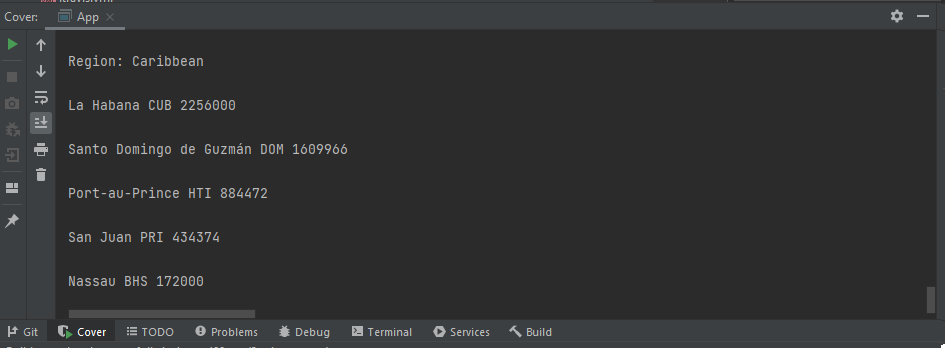 Cover:
App
Region: Caribbean
La Habana CUB 2256000
Santo Domingo de Guzmán DOM 1609966
Port-au-Prince HTI 884472
San Juan PRI 434374
Nassau BHS 172000
Git
Cover
TODO
Problems
Debug
Terminal
Services
Build